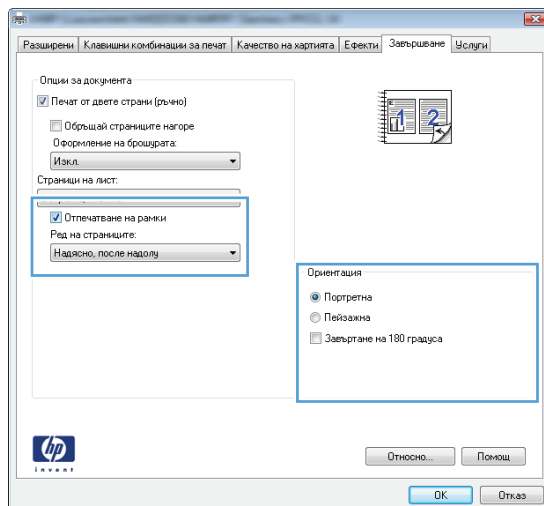 Разширени
Клавишни комбинации за печат
Качество на хартията
Ефекти
Завършване
Услуги
Опции за документа
Печат от двете страни (ръчно)
Обръщай страниците нагоре
Оформление на брошурата:
Изкл.
Страници на лист:
Отпечатване на рамки
Ред на страниците:
Надясно, после надолу
1 2
Ориентация
Портретна
Пейзажна
Завъртане на 180 градуса
hp
invent
Относно...
Помощ
OK
Отказ